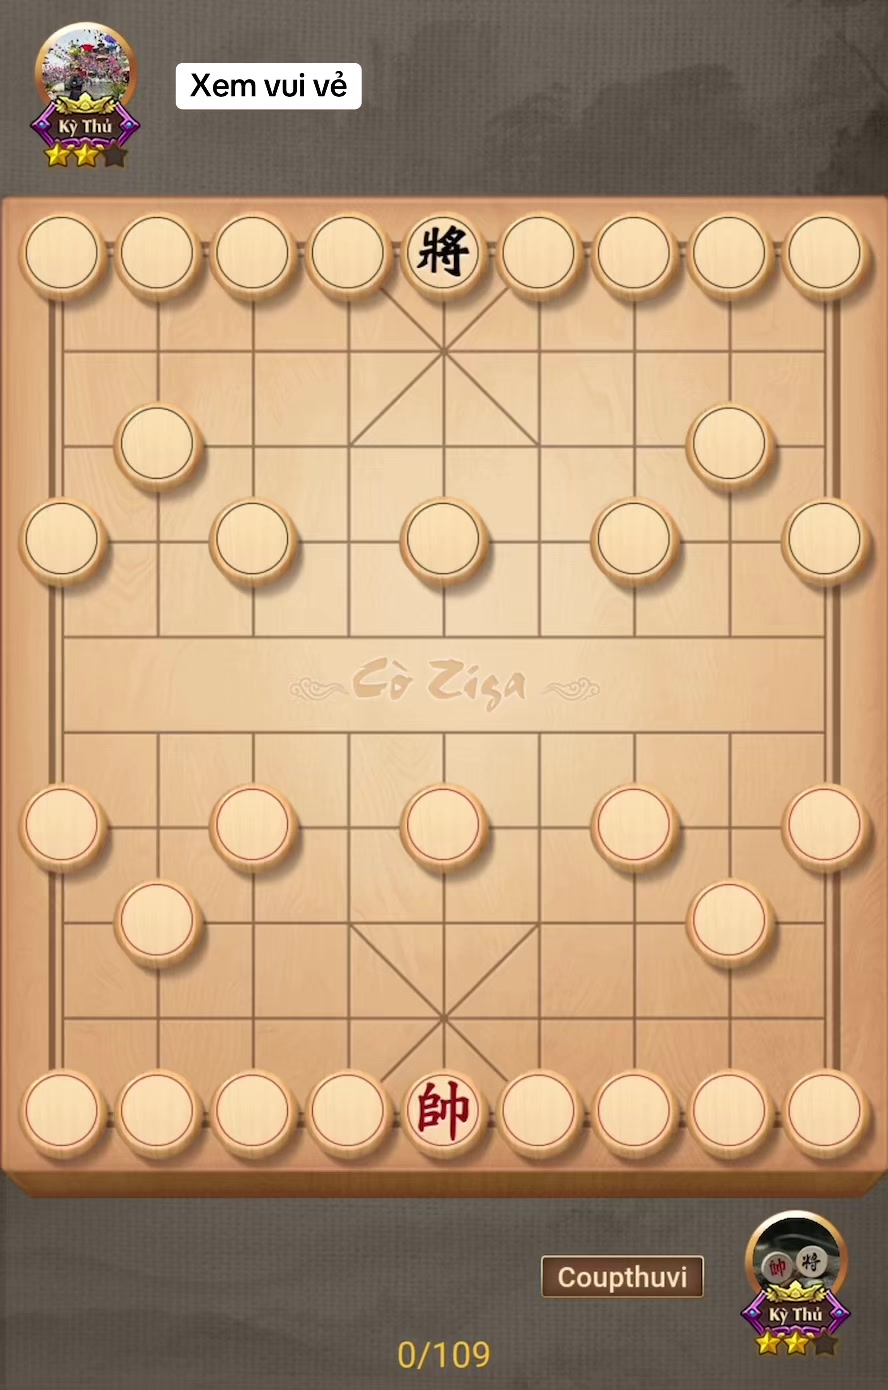 Xem vui vẻ
Kỳ Thủ
將
Cờ Ziga
帥
Coupthuvi
帥 將
Kỳ Thủ
0/109